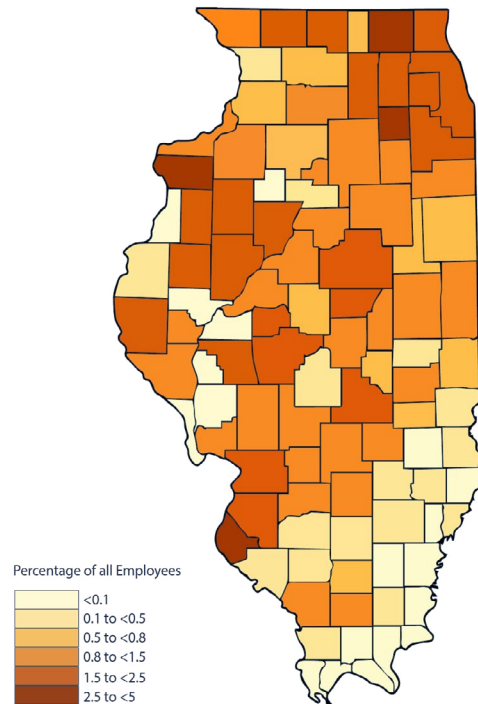 Percentage of all Employees
<0.1
0.1 to <0.5
0.5 to <0.8
0.8 to <1.5
1.5 to <2.5
2.5 to <5